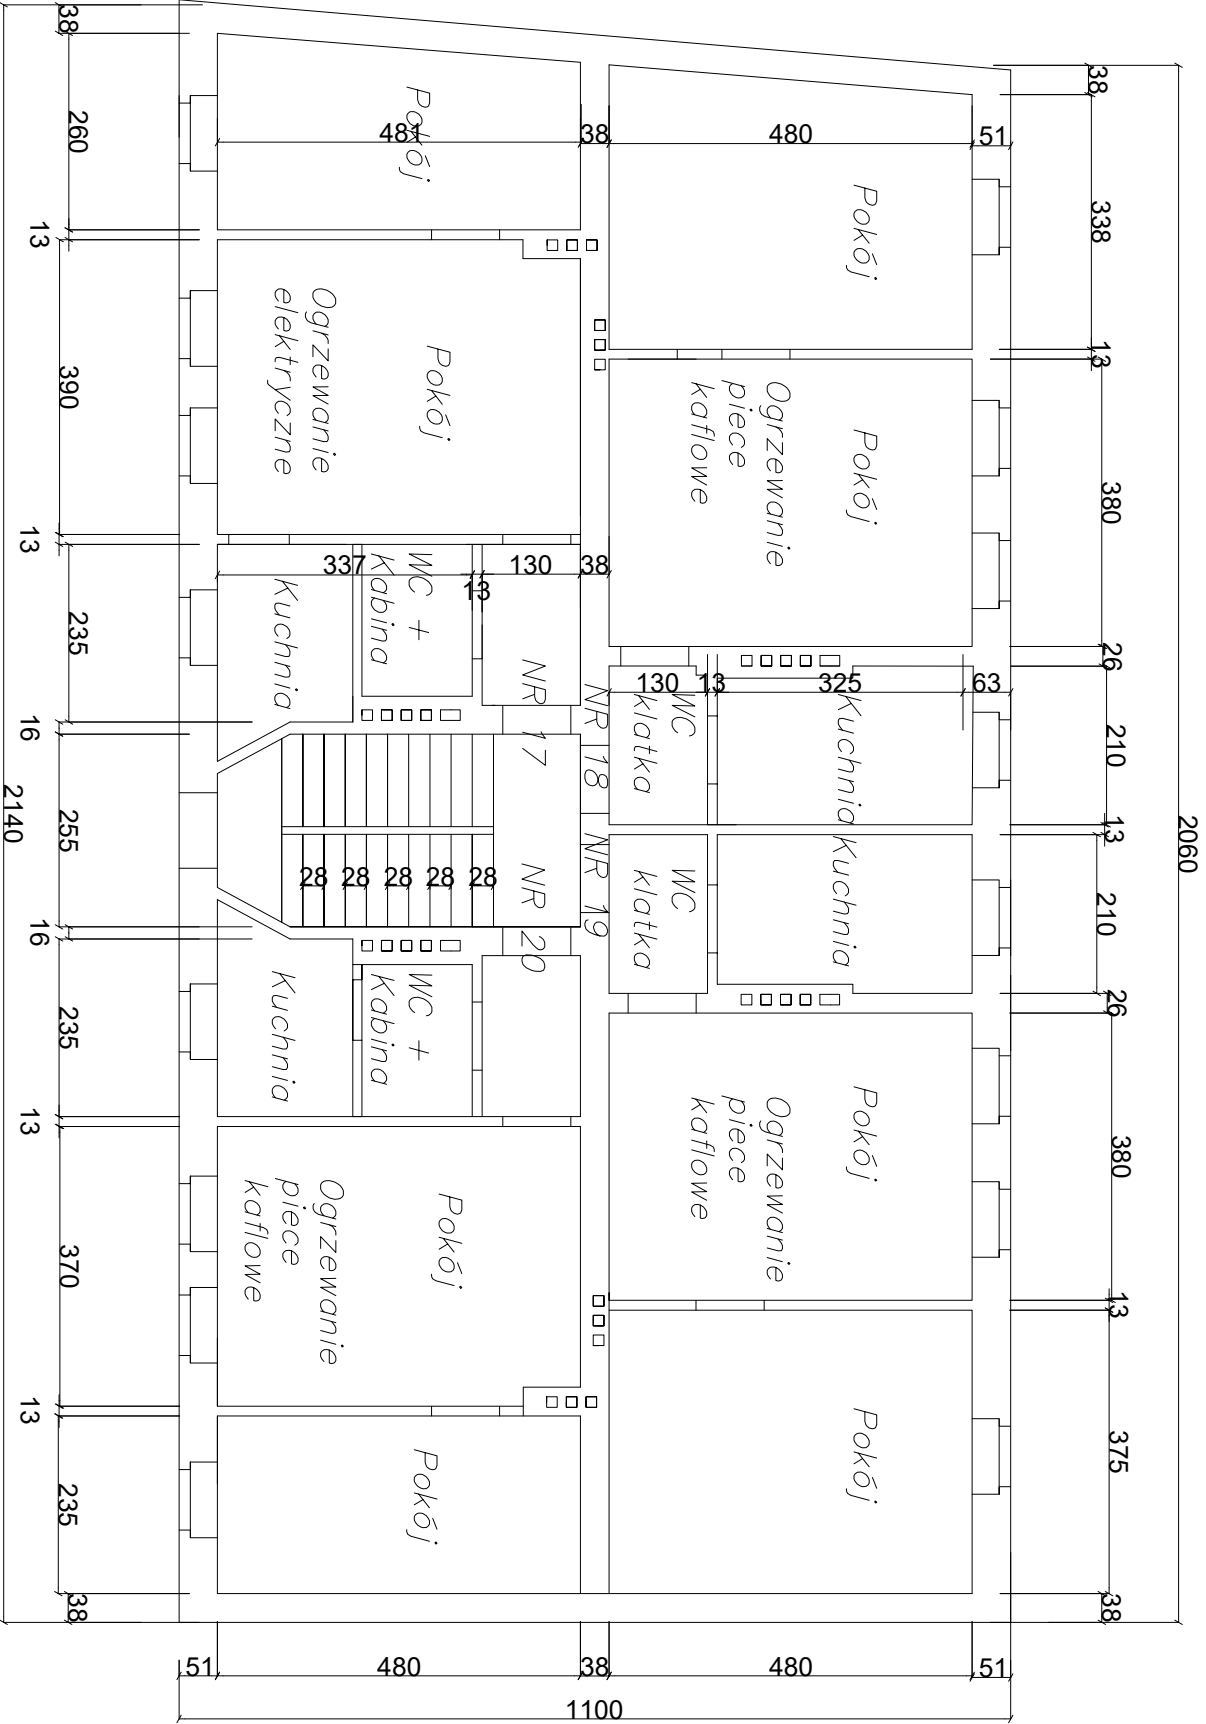 38
260
13
390
13
235
16
2140
255
16
235
13
370
13
235
38
Pokój
481
38
480
51
38
338
13
380
26
210
13
210
26
380
13
375
38
2060
Pokój
Ogrzewanie
elektryczne
Pokój
Pokój
Ogrzewanie
piece
kaflowe
337
13
130
38
Kuchnia
WC +
Kabina
NR 17
NR 18
130
13
325
63
WC
klatka
Kuchnia
28
28
28
28
28
NR 20
NR 19
WC
klatka
Kuchnia
Kuchnia
WC +
Kabina
Pokój
Ogrzewanie
piece
kaflowe
Pokój
Ogrzewanie
piece
kaflowe
Pokój
Pokój
51
480
38
480
51
1100